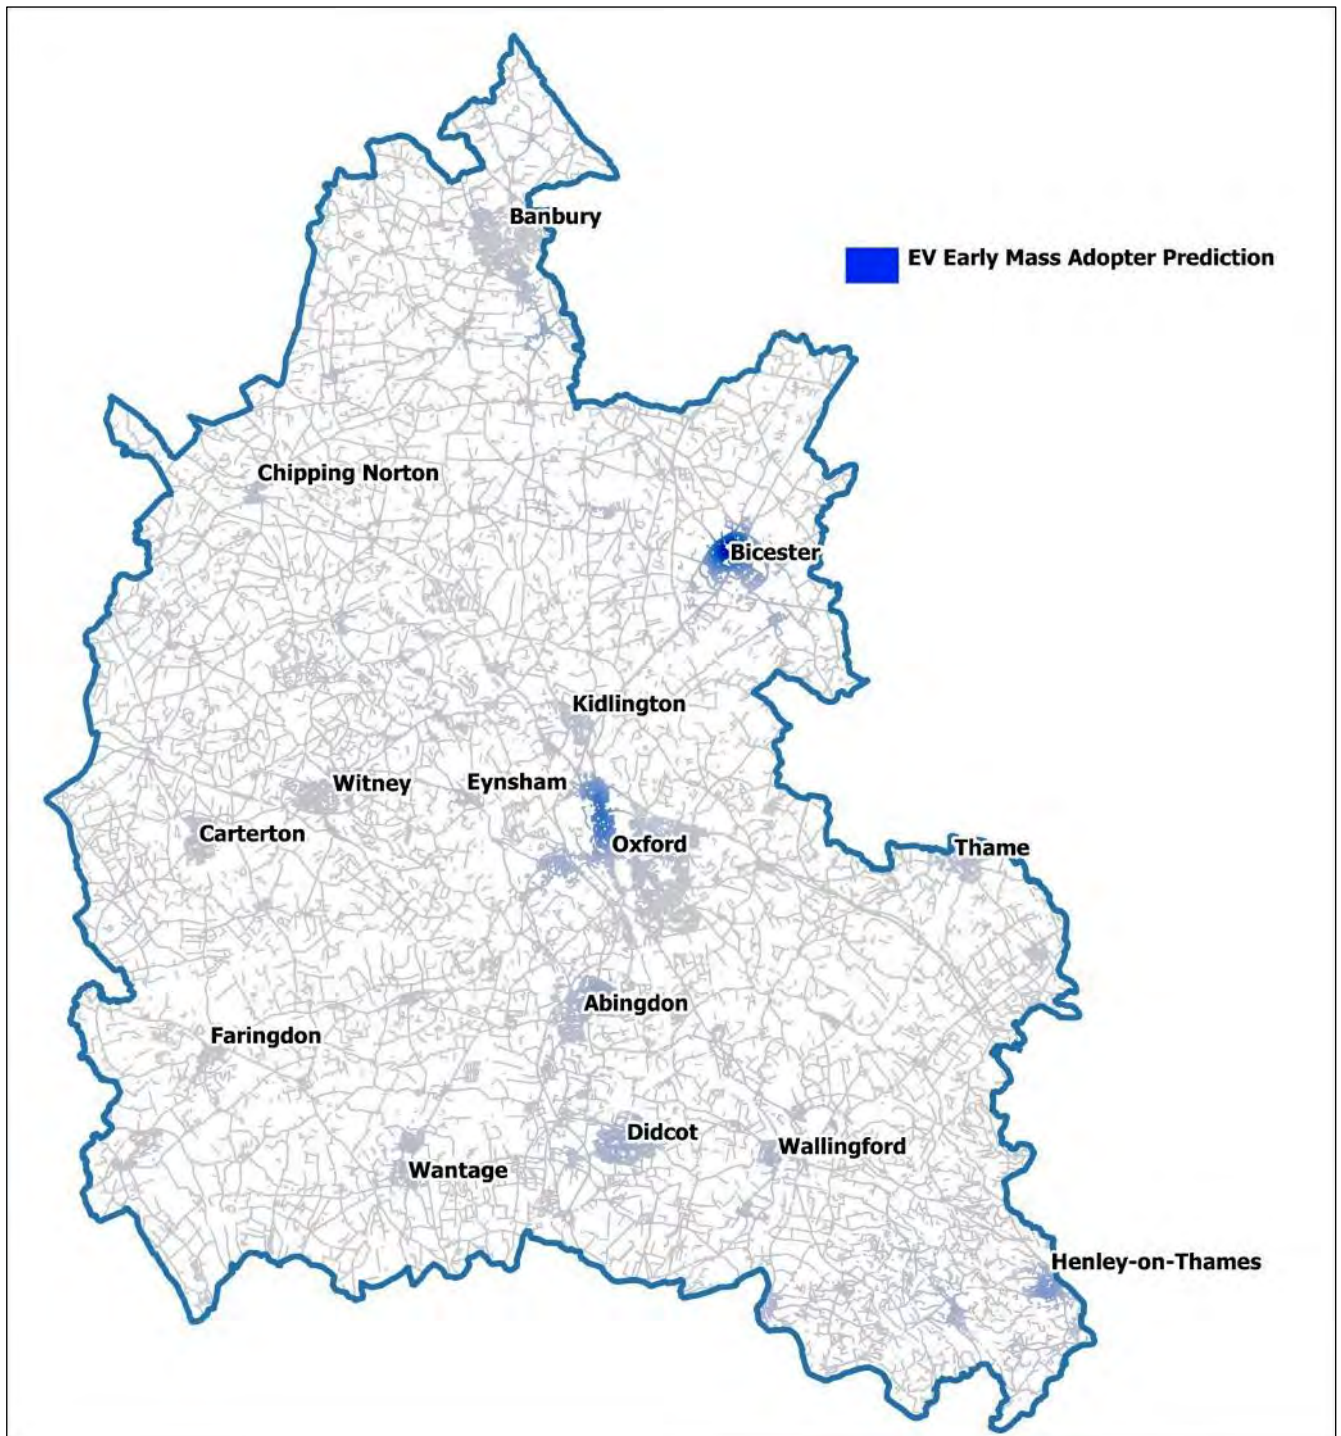 Banbury
EV Early Mass Adopter Prediction
Chipping Norton
Bicester
Kidlington
Witney
Eynsham
Carterton
Oxford
Thame
Abingdon
Faringdon
Didcot
Wallingford
Wantage
Henley-on-Thames